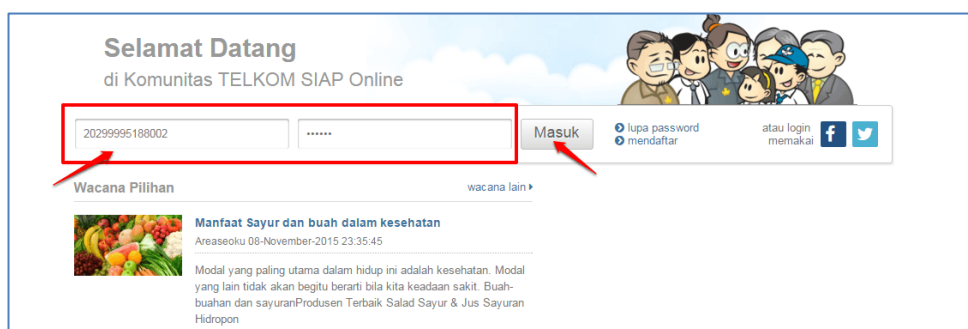 Selamat Datang
di Komunitas TELKOM SIAP Online
20299995188002
••••••
Masuk
lupa password
mendaftar
atau login
memakai
f
Wacana Pilihan
wacana lain
Manfaat Sayur dan buah dalam kesehatan
Areaseoku 08-November-2015 23:35:45
Modal yang paling utama dalam hidup ini adalah kesehatan. Modal
yang lain tidak akan begitu berarti bila kita keadaan sakit. Buah-
buahan dan sayuranProdusen Terbaik Salad Sayur & Jus Sayuran
Hidropon